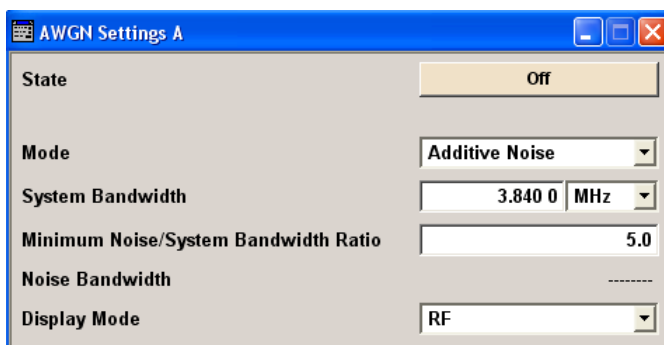 AWGN Settings A
State Off
Mode Additive Noise
System Bandwidth 3.840 0 MHz
Minimum Noise/System Bandwidth Ratio 5.0
Noise Bandwidth --------
Display Mode RF